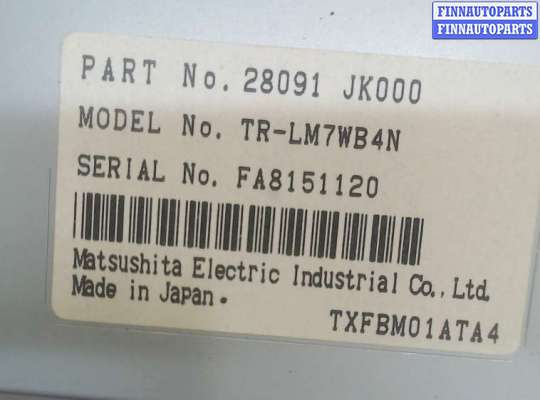 FINNAUTOPARTS
FINNAUTOPARTS
PART No. 28091 JK000
MODEL No. TR-LM7WB4N
SERIAL No. FA8151120
Matsushita Electric Industrial Co., Ltd.
Made in Japan.
TXFBM01ATA4